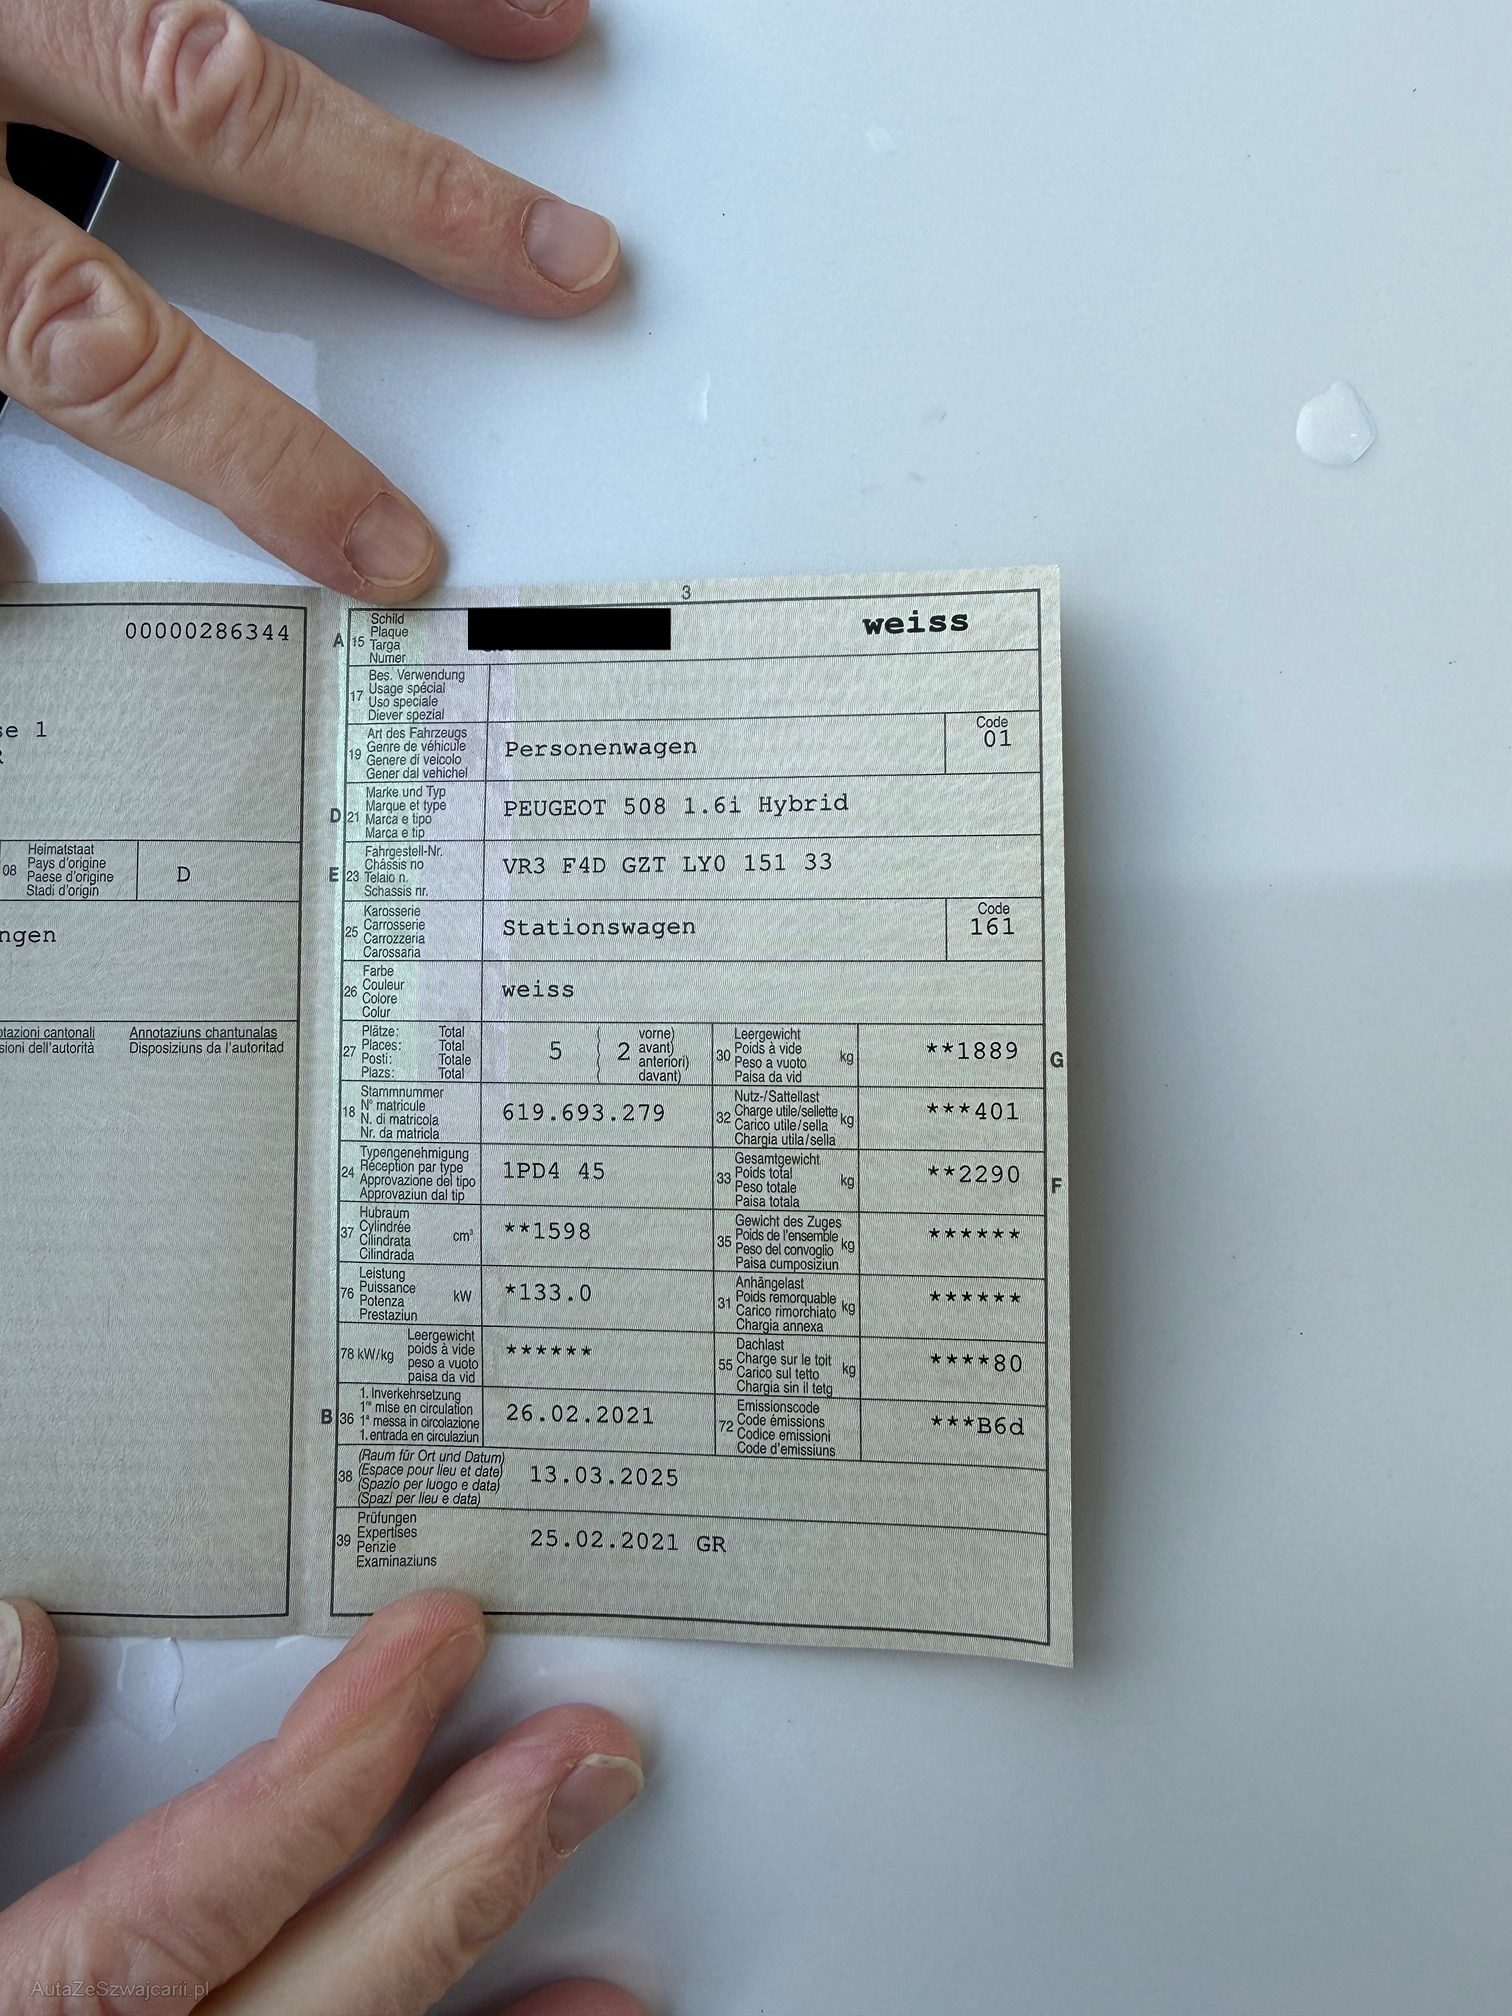 00000286344
se 1
08 Heimatstaat
Pays d'origine
Paese d'origine
Stadi d'origin
D
ngen
otazioni cantonali Annotaziuns chantunalas
sioni dell'autorità Disposiziuns da l'autoritad
3
A 15 Schild
Plaque
Targa
Numer
weiss
17 Bes. Verwendung
Usage spécial
Uso speciale
Diever spezial
19 Art des Fahrzeugs
Genre de véhicule
Genere di veicolo
Gener dal vehichel
Personenwagen
Code
01
D 21 Marke und Typ
Marque et type
Marca e tipo
Marca e tip
PEUGEOT 508 1.6i Hybrid
E 23 Fahrgestell-Nr.
Châssis no
Telaio n.
Schassis nr.
VR3 F4D GZT LY0 151 33
25 Karosserie
Carrosserie
Carrozzeria
Carossaria
Stationswagen
Code
161
26 Farbe
Couleur
Colore
Colur
weiss
27 Plätze: Total
Places: Total
Posti: Totale
Plazs: Total
5 ( 2 vorne)
avant)
anteriori)
davant)
30 Leergewicht
Poids à vide
Peso a vuoto
Paisa da vid
kg
**1889
G
18 Stammnummer
N° matricule
N. di matricola
Nr. da matricla
619.693.279
32 Nutz-/Sattellast
Charge utile/sellette
Carico utile/sella
Chargia utila/sella
kg
***401
24 Typengenehmigung
Réception par type
Approvazione del tipo
Approvaziun dal tip
1PD4 45
33 Gesamtgewicht
Poids total
Peso totale
Paisa totala
kg
**2290
F
37 Hubraum
Cylindrée
Cilindrata
Cilindrada
cm³
**1598
35 Gewicht des Zuges
Poids de l'ensemble
Peso del convoglio
Paisa cumposiziun
kg
******
76 Leistung
Puissance
Potenza
Prestaziun
kW
*133.0
31 Anhängelast
Poids remorquable
Carico rimorchiato
Chargia annexa
kg
******
78 kW/kg Leergewicht
poids à vide
peso a vuoto
paisa da vid
******
55 Dachlast
Charge sur le toit
Carico sul tetto
Chargia sin il tetg
kg
****80
B 36 1. Inverkehrsetzung
1re mise en circulation
1a messa in circolazione
1. entrada en circulaziun
26.02.2021
72 Emissionscode
Code émissions
Codice emissioni
Code d'emissiuns
***B6d
38 (Raum für Ort und Datum)
(Espace pour lieu et date)
(Spazio per luogo e data)
(Spazi per lieu e data)
13.03.2025
39 Prüfungen
Expertises
Perizie
Examinaziuns
25.02.2021 GR
AutaZeSzwajcarii.pl